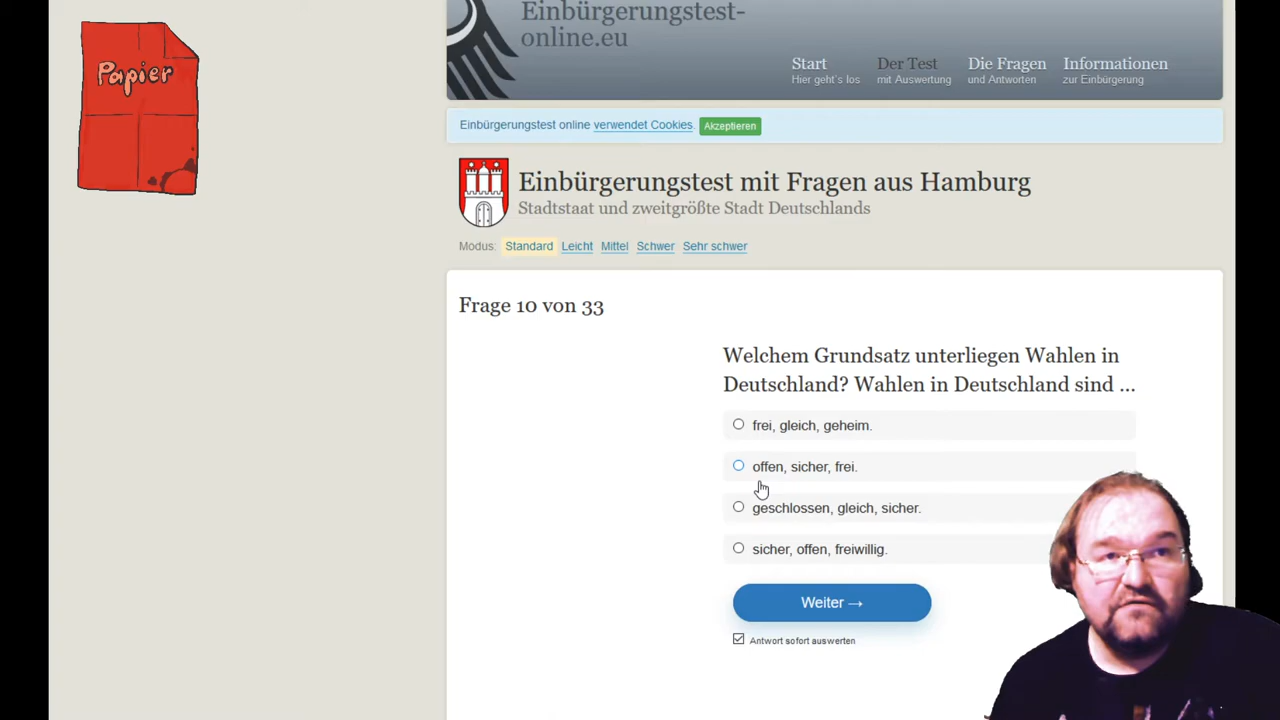 Papier
Einbürgerungstest-
online.eu
Start
Hier geht's los
Der Test
mit Auswertung
Die Fragen
und Antworten
Informationen
zur Einbürgerung
Einbürgerungstest online verwendet Cookies. Akzeptieren
Einbürgerungstest mit Fragen aus Hamburg
Stadtstaat und zweitgrößte Stadt Deutschlands
Modus: Standard Leicht Mittel Schwer Sehr schwer
Frage 10 von 33
Welchem Grundsatz unterliegen Wahlen in
Deutschland? Wahlen in Deutschland sind ...
frei, gleich, geheim.
offen, sicher, frei.
geschlossen, gleich, sicher.
sicher, offen, freiwillig.
Weiter →
Antwort sofort auswerten